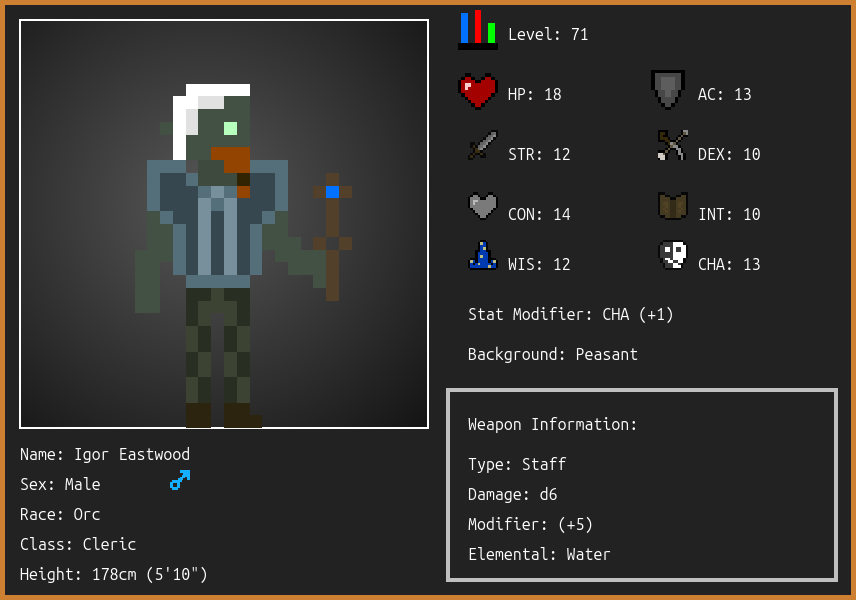 Level: 71
HP: 18
AC: 13
STR: 12
DEX: 10
CON: 14
INT: 10
WIS: 12
CHA: 13
Stat Modifier: CHA (+1)
Background: Peasant
Weapon Information:
Type: Staff
Damage: d6
Modifier: (+5)
Elemental: Water
Name: Igor Eastwood
Sex: Male
Race: Orc
Class: Cleric
Height: 178cm (5'10")